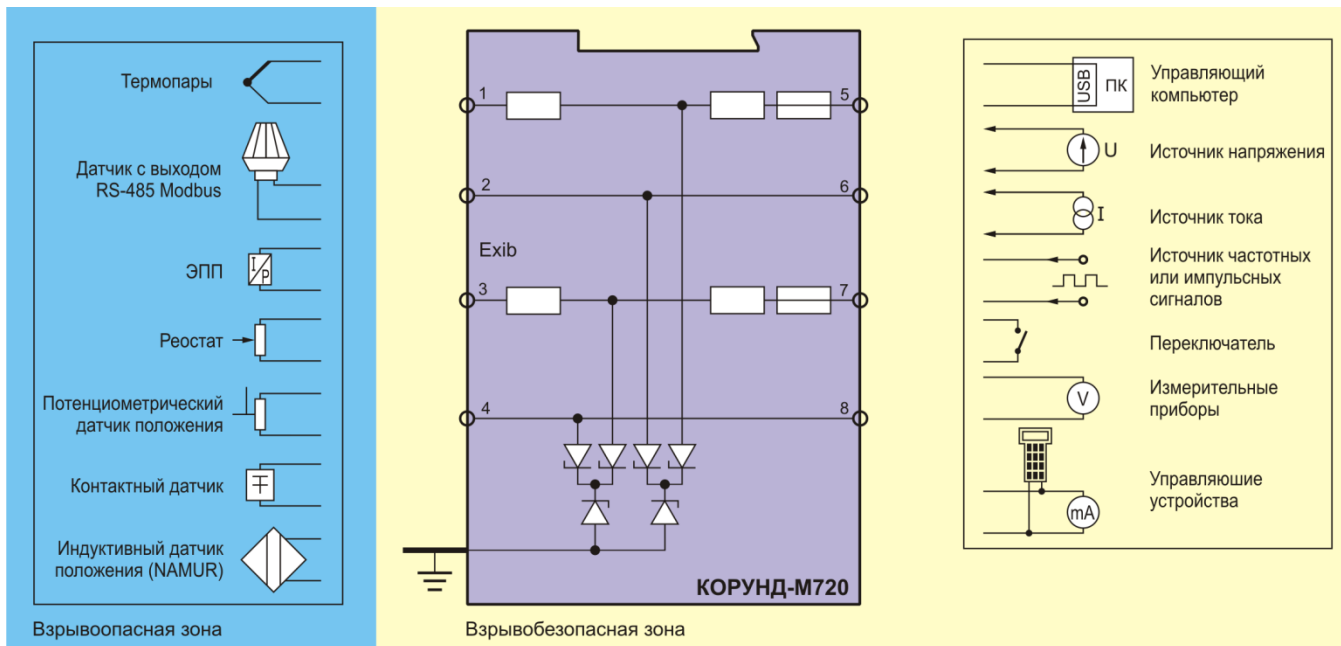 Термопары
Датчик с выходом
RS-485 Modbus
ЭПП
I/P
Реостат
Потенциометрический
датчик положения
Контактный датчик
Индуктивный датчик
положения (NAMUR)
Взрывоопасная зона
1
5
2
6
Exib
3
7
4
8
КОРУНД-М720
Взрывобезопасная зона
USB
ПК
Управляющий
компьютер
U
Источник напряжения
I
Источник тока
Источник частотных
или импульсных
сигналов
Переключатель
V
Измерительные
приборы
mA
Управляюшие
устройства